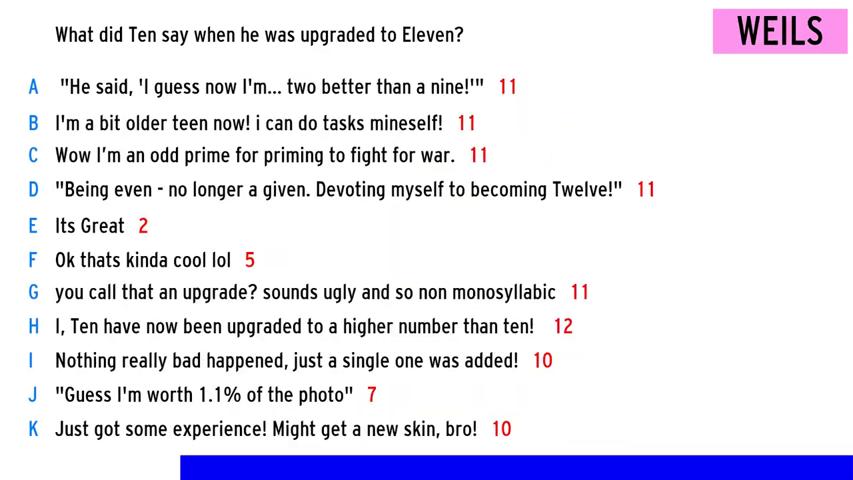 What did Ten say when he was upgraded to Eleven?
WEILS
A "He said, 'I guess now I'm... two better than a nine!'" 11
B I'm a bit older teen now! i can do tasks mineself! 11
C Wow I'm an odd prime for priming to fight for war. 11
D "Being even - no longer a given. Devoting myself to becoming Twelve!" 11
E Its Great 2
F Ok thats kinda cool lol 5
G you call that an upgrade? sounds ugly and so non monosyllabic 11
H I, Ten have now been upgraded to a higher number than ten! 12
I Nothing really bad happened, just a single one was added! 10
J "Guess I'm worth 1.1% of the photo" 7
K Just got some experience! Might get a new skin, bro! 10